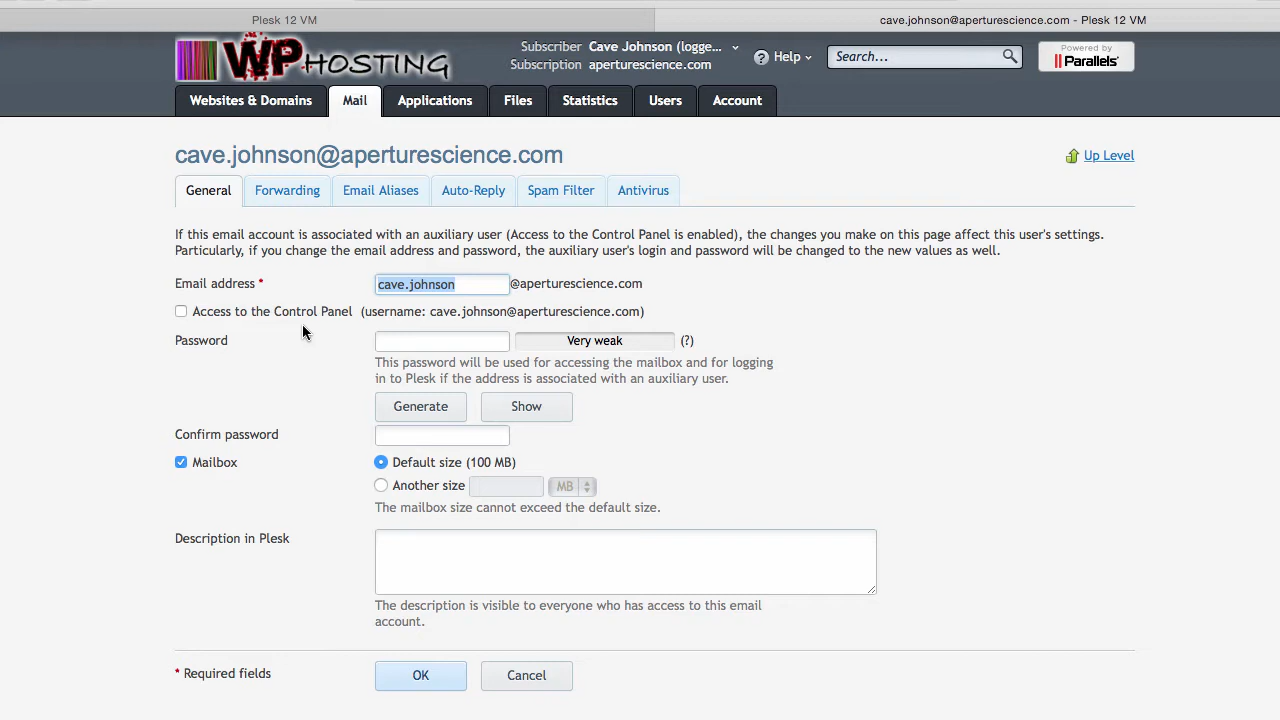 Plesk 12 VM
cave.johnson@aperturescience.com - Plesk 12 VM
WP HOSTING
Subscriber Cave Johnson (logge...
Subscription aperturescience.com
Help
Search...
Powered by
Parallels®
Websites & Domains Mail Applications Files Statistics Users Account
cave.johnson@aperturescience.com
Up Level
General Forwarding Email Aliases Auto-Reply Spam Filter Antivirus
If this email account is associated with an auxiliary user (Access to the Control Panel is enabled), the changes you make on this page affect this user's settings.
Particularly, if you change the email address and password, the auxiliary user's login and password will be changed to the new values as well.
Email address * cave.johnson @aperturescience.com
Access to the Control Panel (username: cave.johnson@aperturescience.com)
Password Very weak (?)
This password will be used for accessing the mailbox and for logging
in to Plesk if the address is associated with an auxiliary user.
Generate Show
Confirm password
Mailbox Default size (100 MB)
Another size MB
The mailbox size cannot exceed the default size.
Description in Plesk
The description is visible to everyone who has access to this email
account.
* Required fields OK Cancel